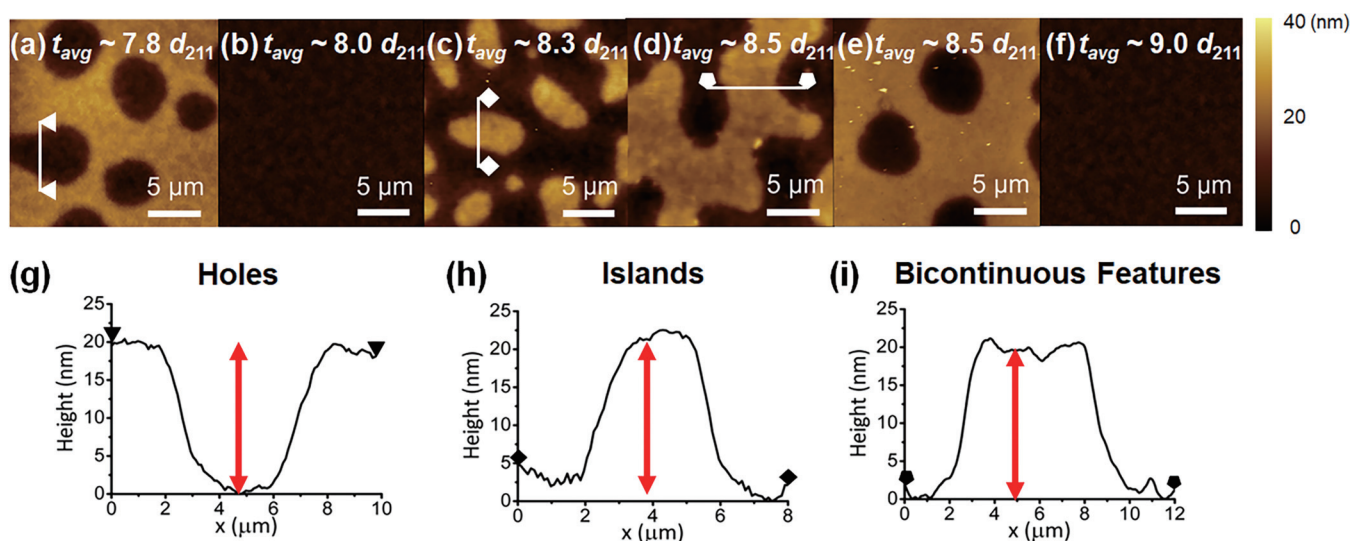 (a) tavg ~ 7.8 d211 (b) tavg ~ 8.0 d211 (c) tavg ~ 8.3 d211 (d) tavg ~ 8.5 d211 (e) tavg ~ 8.5 d211 (f) tavg ~ 9.0 d211 40 (nm)
20
5 μm 5 μm 5 μm 5 μm 5 μm 5 μm
0
(g) Holes (h) Islands (i) Bicontinuous Features
25 25 25
20 20 20
15 15 15
10 10 10
5 5 5
0 0 0
Height (nm) Height (nm) Height (nm)
0 2 4 6 8 10 0 2 4 6 8 0 2 4 6 8 10 12
x (μm) x (μm) x (μm)